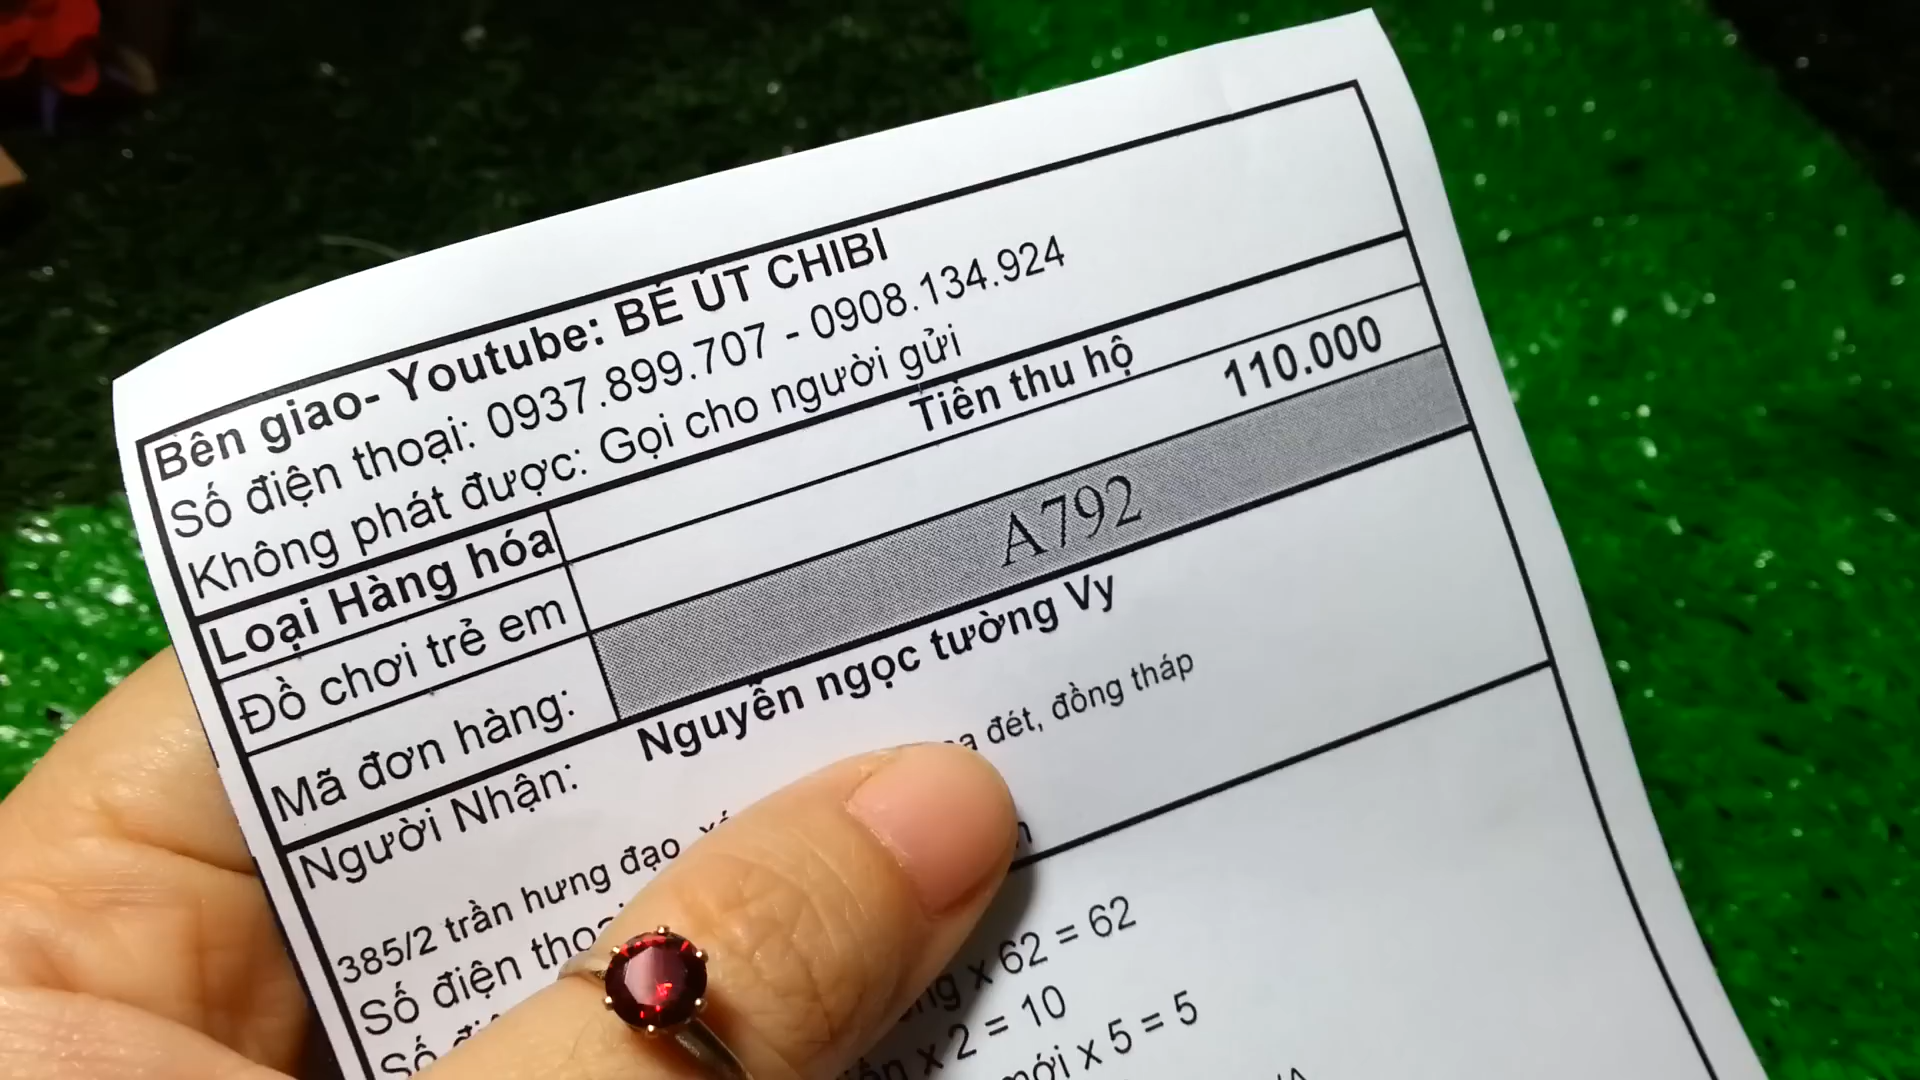 Bên giao- Youtube: BÉ ÚT CHIBI
Số điện thoại: 0937.899.707 - 0908.134.924
Không phát được: Gọi cho người gửi
Loại Hàng hóa Tiền thu hộ
Đồ chơi trẻ em 110.000
Mã đơn hàng: A792
Người Nhận: Nguyễn ngọc tường Vy
385/2 trần hưng đạo đét, đồng tháp
Số điện
Số
x 62 = 62
x 2 = 10
mới x 5 = 5